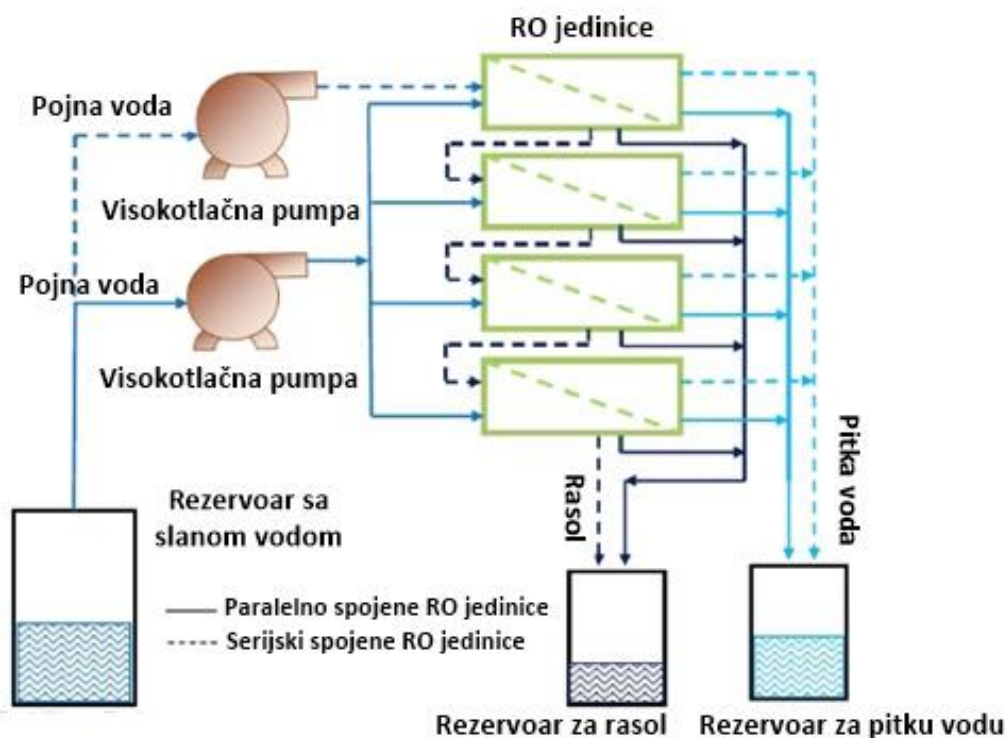 RO jedinice
Pojna voda
Visokotlačna pumpa
Pojna voda
Visokotlačna pumpa
Rezervoar sa
slanom vodom
Rasol
Pitka voda
Paralelno spojene RO jedinice
Serijski spojene RO jedinice
Rezervoar za rasol
Rezervoar za pitku vodu